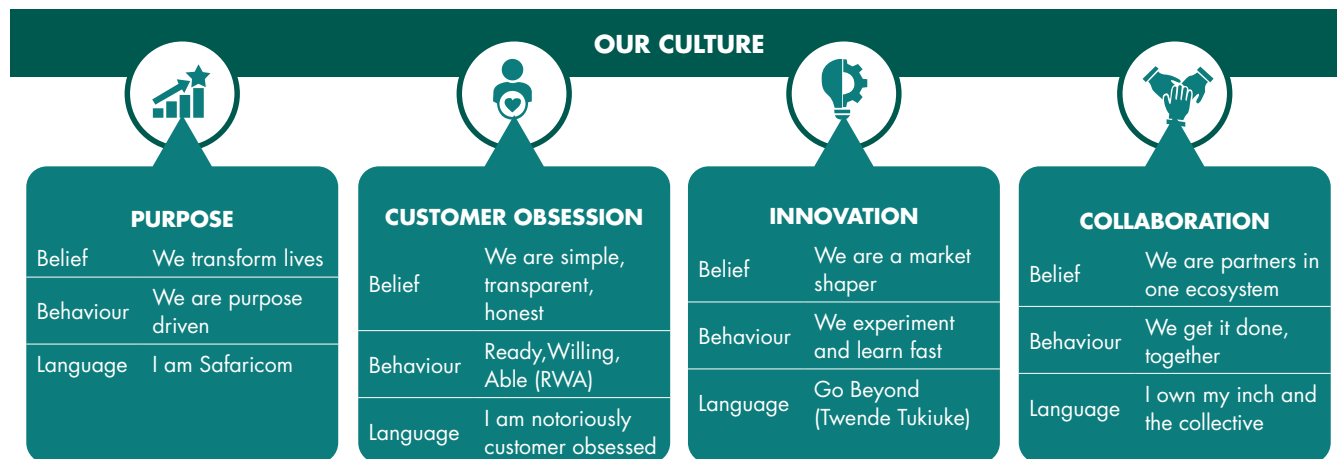 OUR CULTURE
PURPOSE
Belief We transform lives
Behaviour We are purpose
driven
Language I am Safaricom
CUSTOMER OBSESSION
Belief We are simple,
transparent,
honest
Behaviour Ready,Willing,
Able (RWA)
Language I am notoriously
customer obsessed
INNOVATION
Belief We are a market
shaper
Behaviour We experiment
and learn fast
Language Go Beyond
(Twende Tukiuke)
COLLABORATION
Belief We are partners in
one ecosystem
Behaviour We get it done,
together
Language I own my inch and
the collective